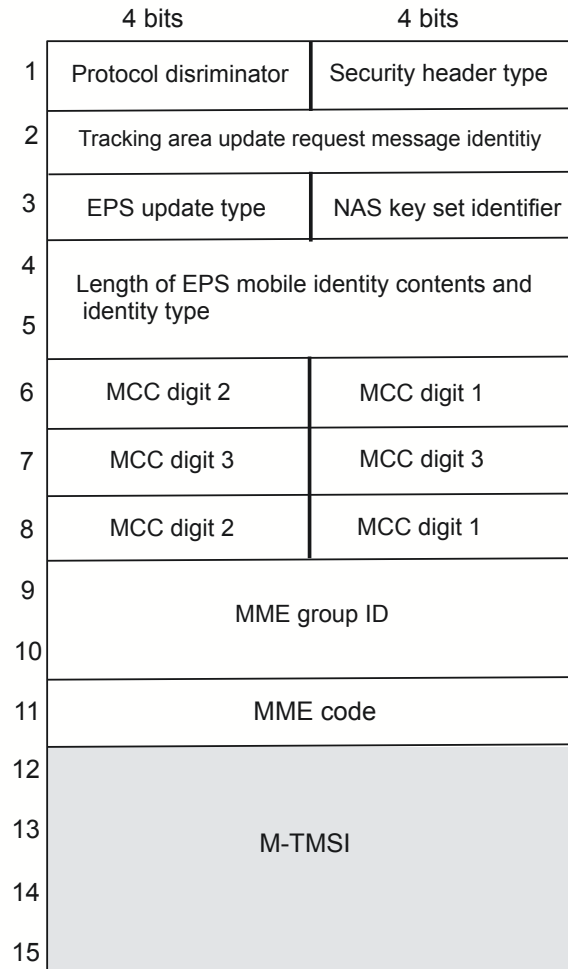 4 bits 4 bits
1 Protocol disriminator Security header type
2 Tracking area update request message identitiy
3 EPS update type NAS key set identifier
4 Length of EPS mobile identity contents and
5 identity type
6 MCC digit 2 MCC digit 1
7 MCC digit 3 MCC digit 3
8 MCC digit 2 MCC digit 1
9
MME group ID
10
11 MME code
12
13 M-TMSI
14
15